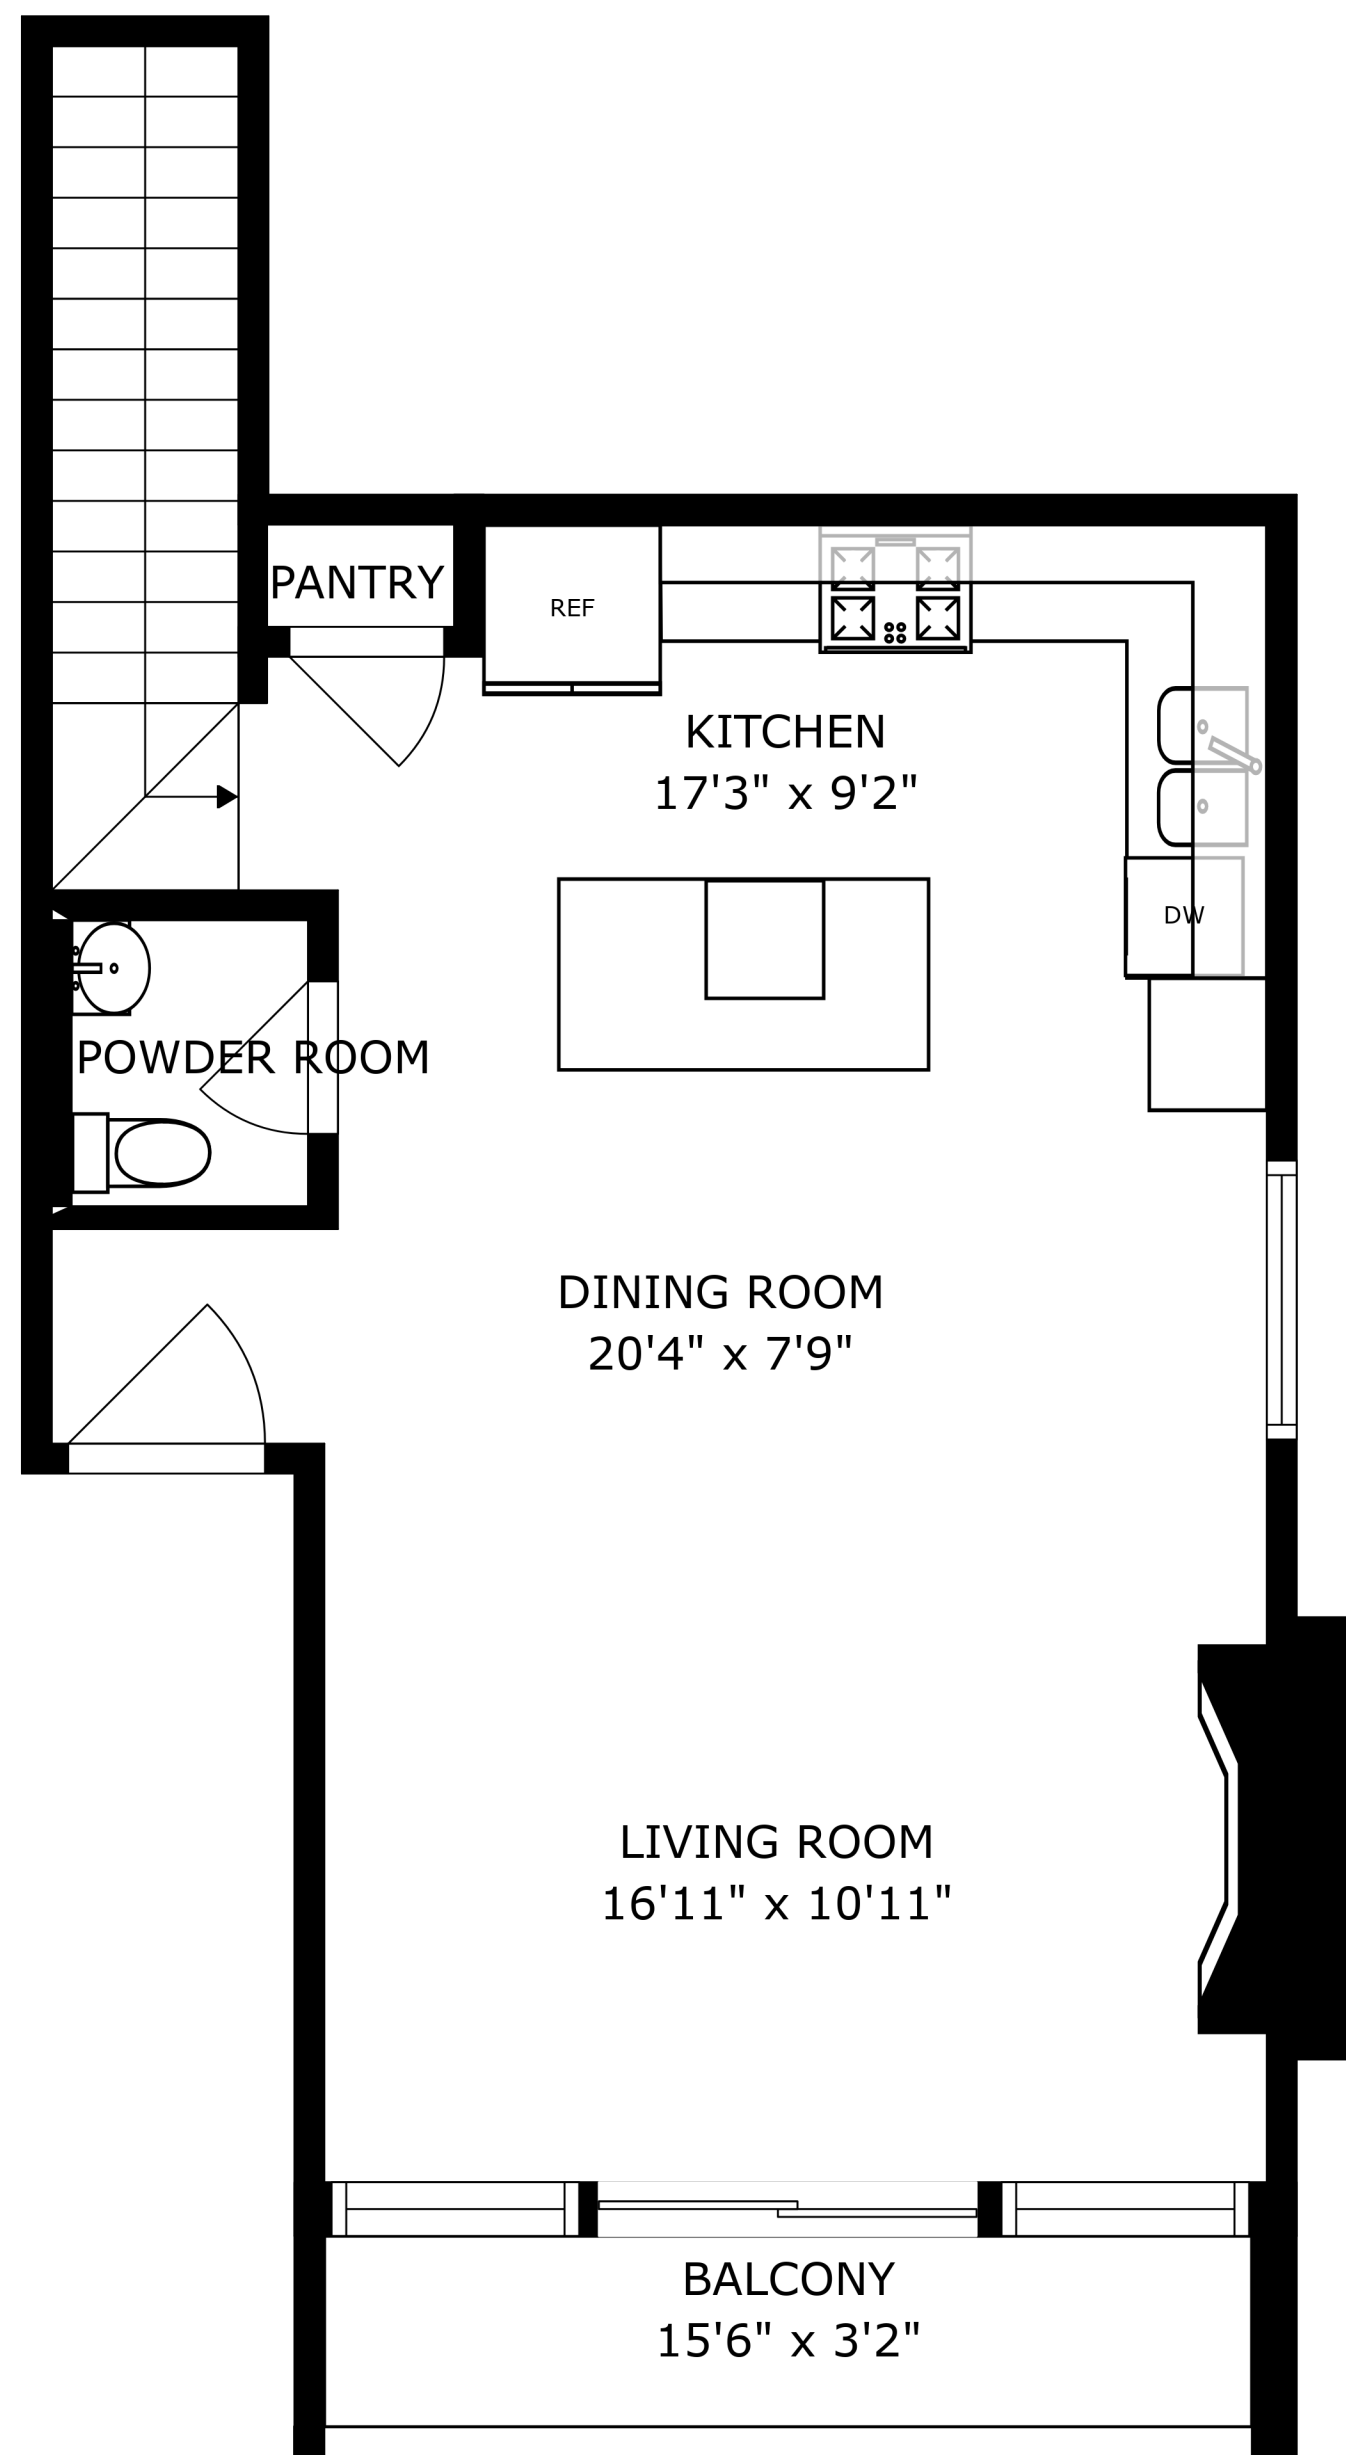 PANTRY
REF
KITCHEN
17'3" x 9'2"
DW
POWDER ROOM
DINING ROOM
20'4" x 7'9"
LIVING ROOM
16'11" x 10'11"
BALCONY
15'6" x 3'2"